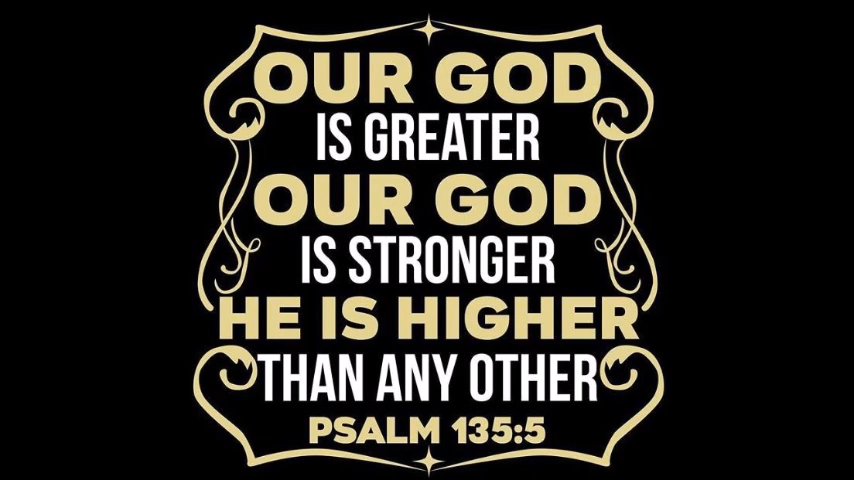 OUR GOD
IS GREATER
OUR GOD
IS STRONGER
HE IS HIGHER
THAN ANY OTHER
PSALM 135:5